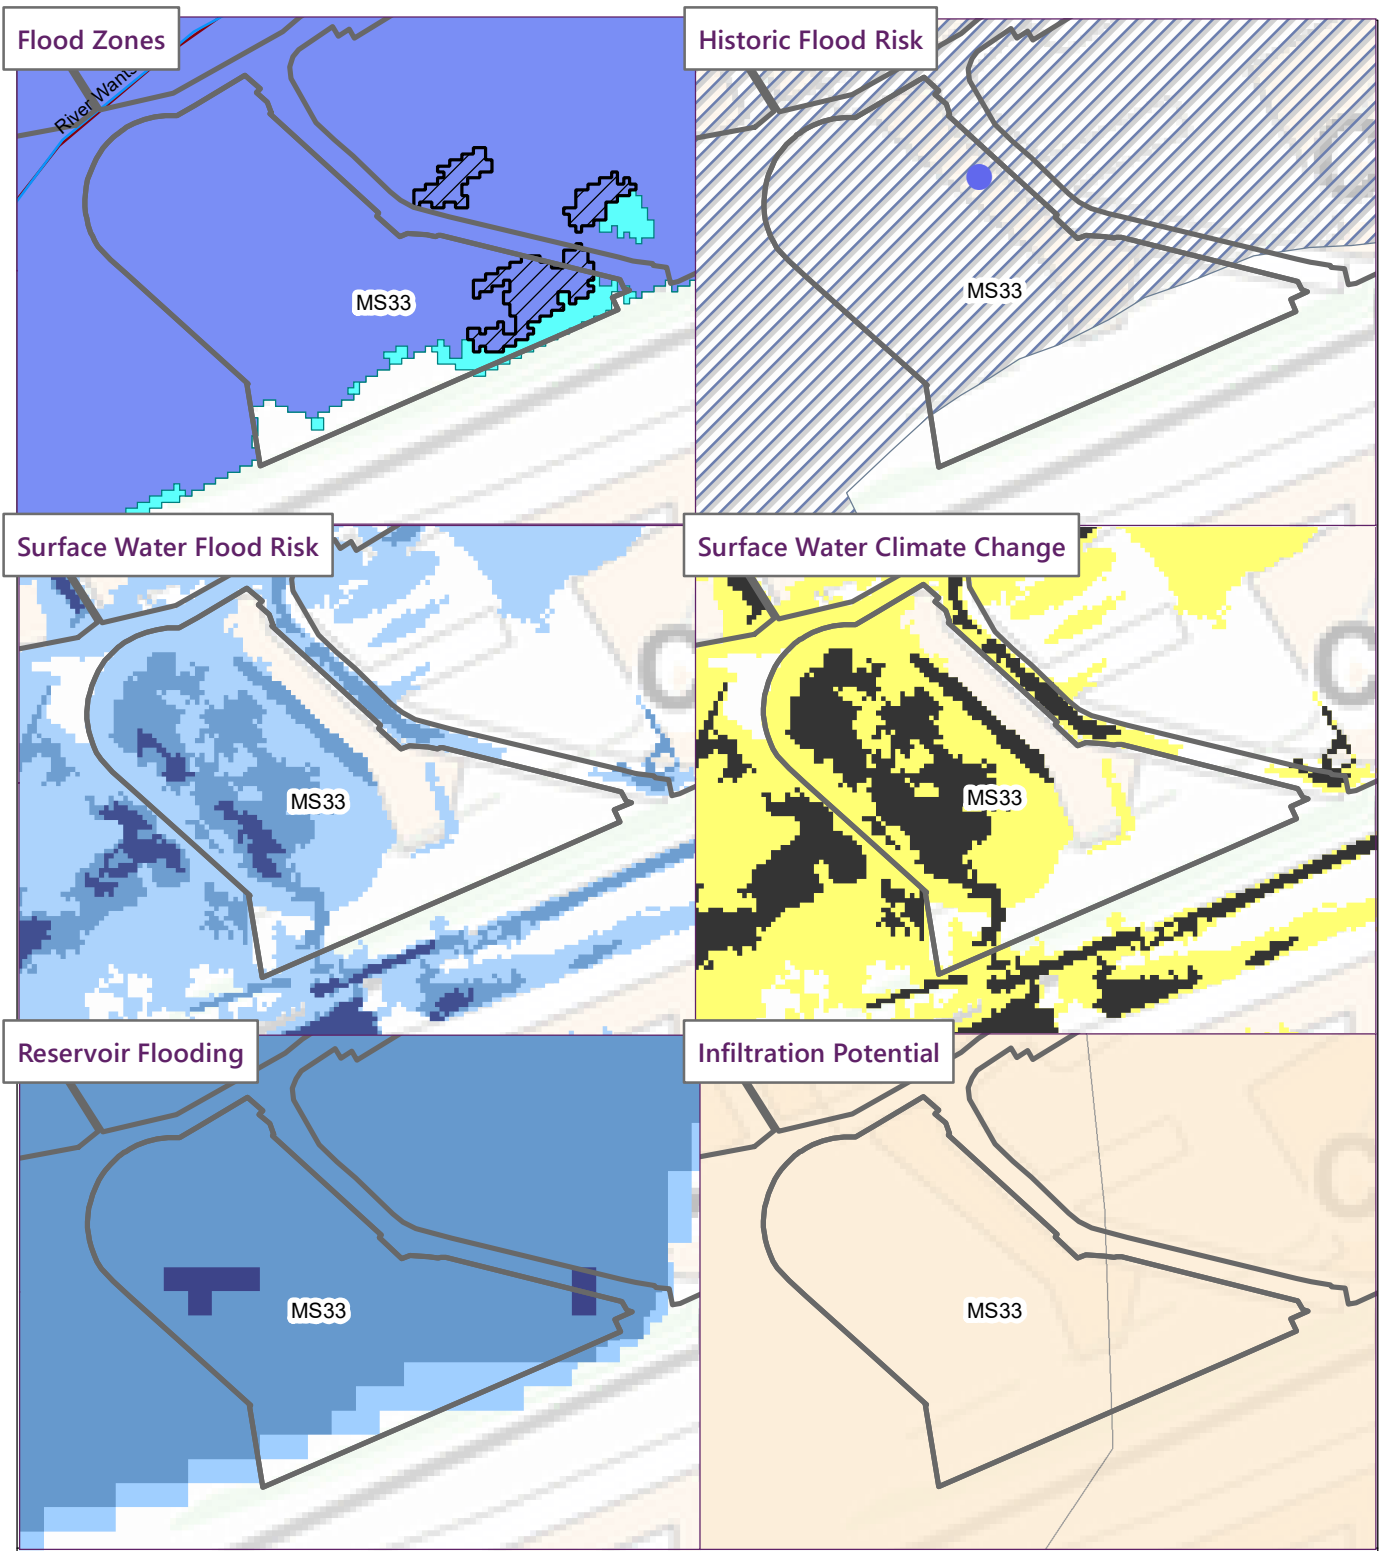 Flood Zones
Historic Flood Risk
River Wants
MS33
MS33
Surface Water Flood Risk
Surface Water Climate Change
MS33
MS33
Reservoir Flooding
Infiltration Potential
MS33
MS33